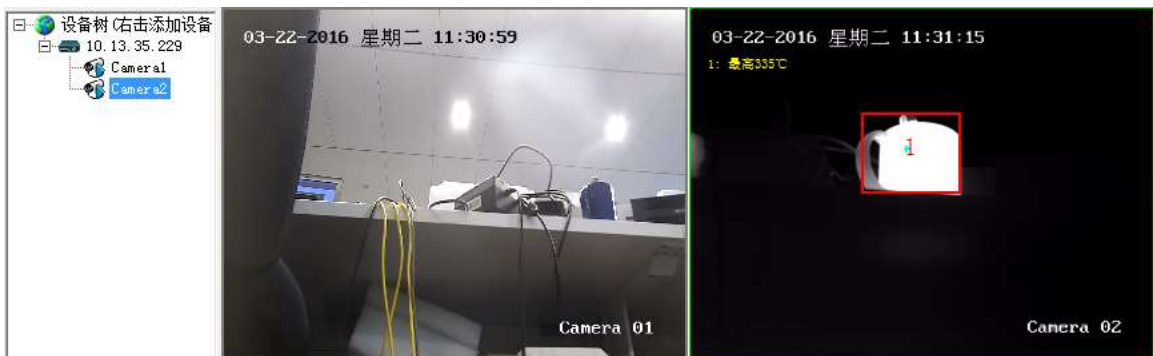 设备树(右击添加设备
10.13.35.229
Camera1
Camera2
03-22-2016 星期二 11:30:59
Camera 01
03-22-2016 星期二 11:31:15
1: 最高335℃
1
Camera 02